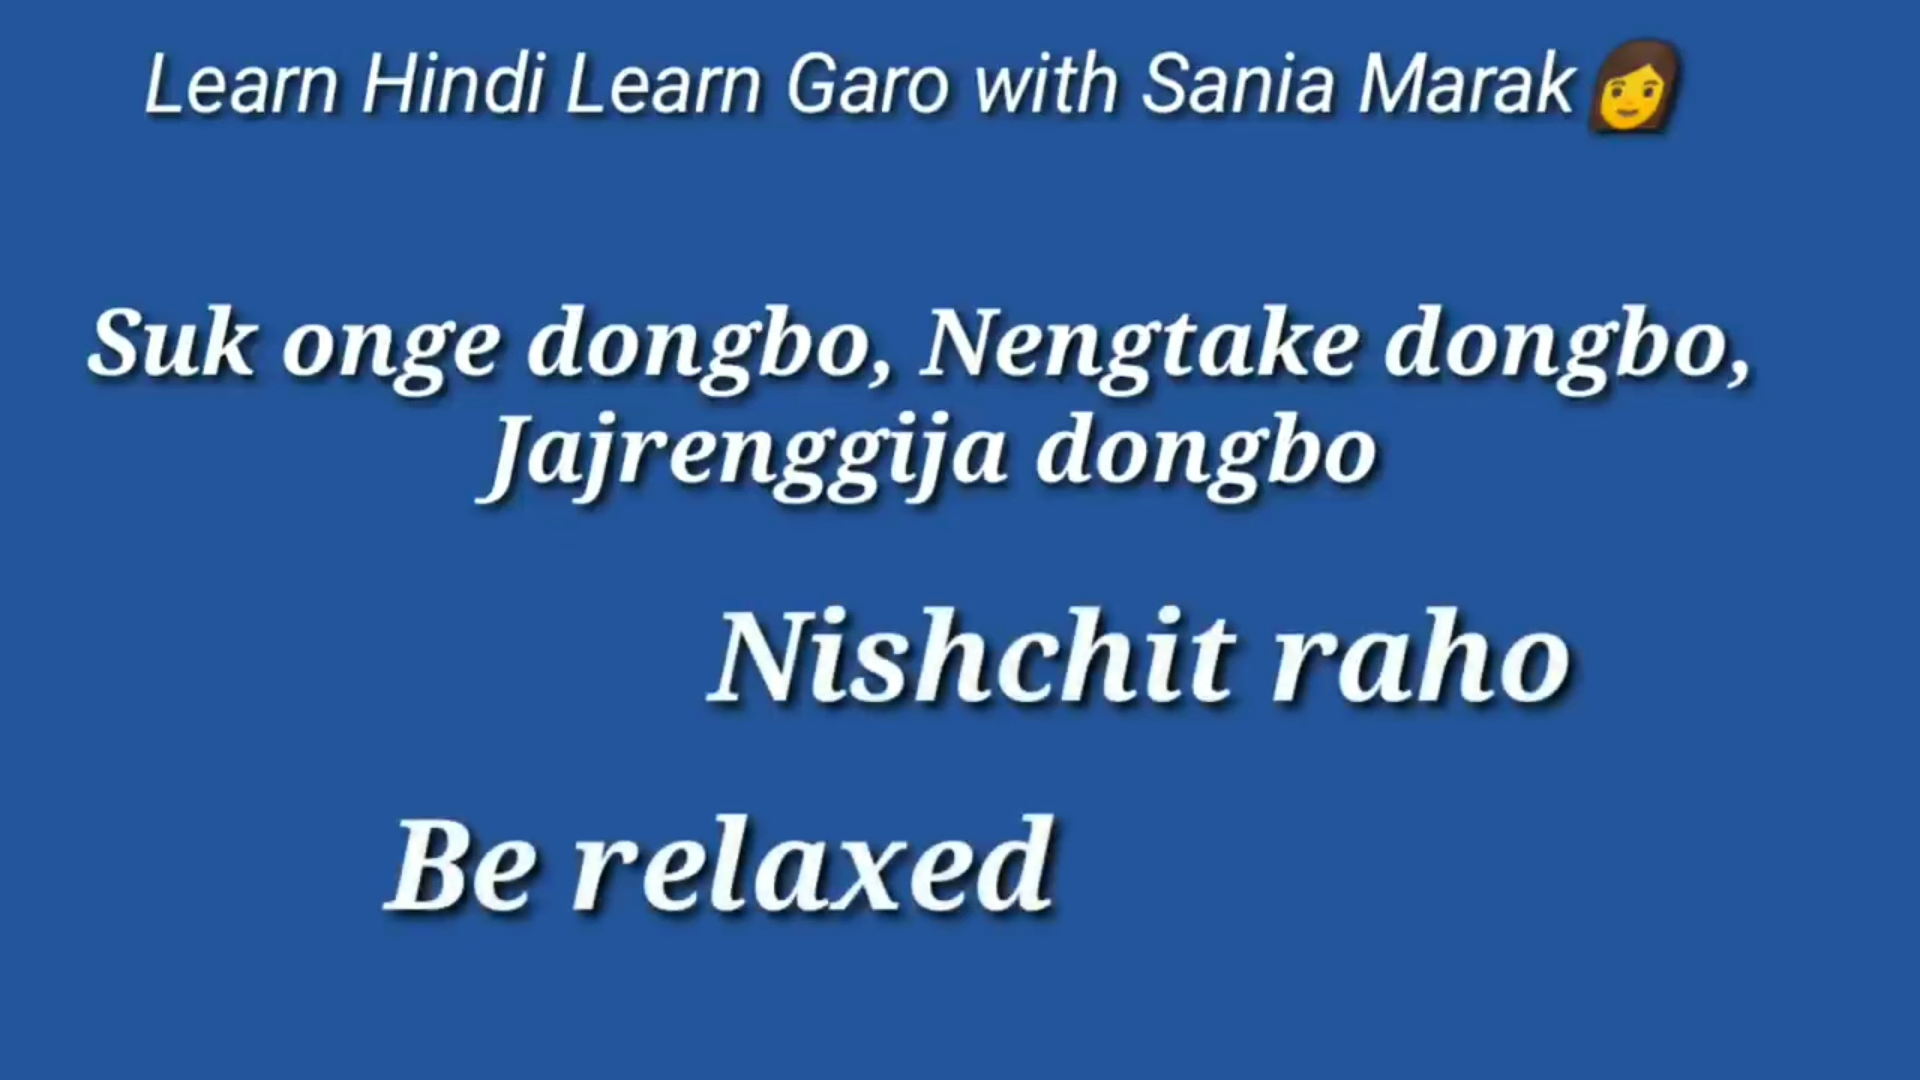 Learn Hindi Learn Garo with Sania Marak
Suk onge dongbo, Nengtake dongbo,
Jajrenggija dongbo
Nishchit raho
Be relaxed